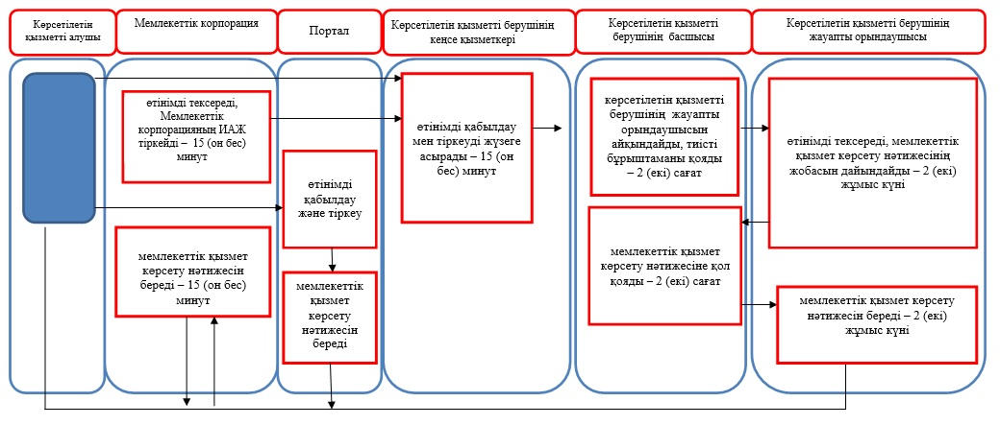 Көрсетілетін
қызметті алушы
Мемлекеттік корпорация
Портал
Көрсетілетін қызметті берушінің
кеңсе қызметкері
Көрсетілетін қызметті
берушінің басшысы
Көрсетілетін қызметті берушінің
жауапты орындаушысы
өтінімді тексереді,
Мемлекеттік
корпорацияның ИАЖ
тіркейді – 15 (он бес)
минут
мемлекеттік қызмет
көрсету нәтижесін
береді – 15 (он бес)
минут
өтінімді
қабылдау
және тіркеу
мемлекеттік
қызмет
көрсету
нәтижесін
береді
өтінімді қабылдау
мен тіркеуді жүзеге
асырады – 15 (он
бес) минут
көрсетілетін қызметті
берушінің жауапты
орындаушысын
айқындайды, тиісті
бұрыштаманы қояды
– 2 (екі) сағат
мемлекеттік қызмет
көрсету нәтижесіне қол
қояды – 2 (екі) сағат
өтінімді тексереді, мемлекеттік
қызмет көрсету нәтижесінің
жобасын дайындайды – 2 (екі)
жұмыс күні
мемлекеттік қызмет көрсету
нәтижесін береді – 2 (екі)
жұмыс күні